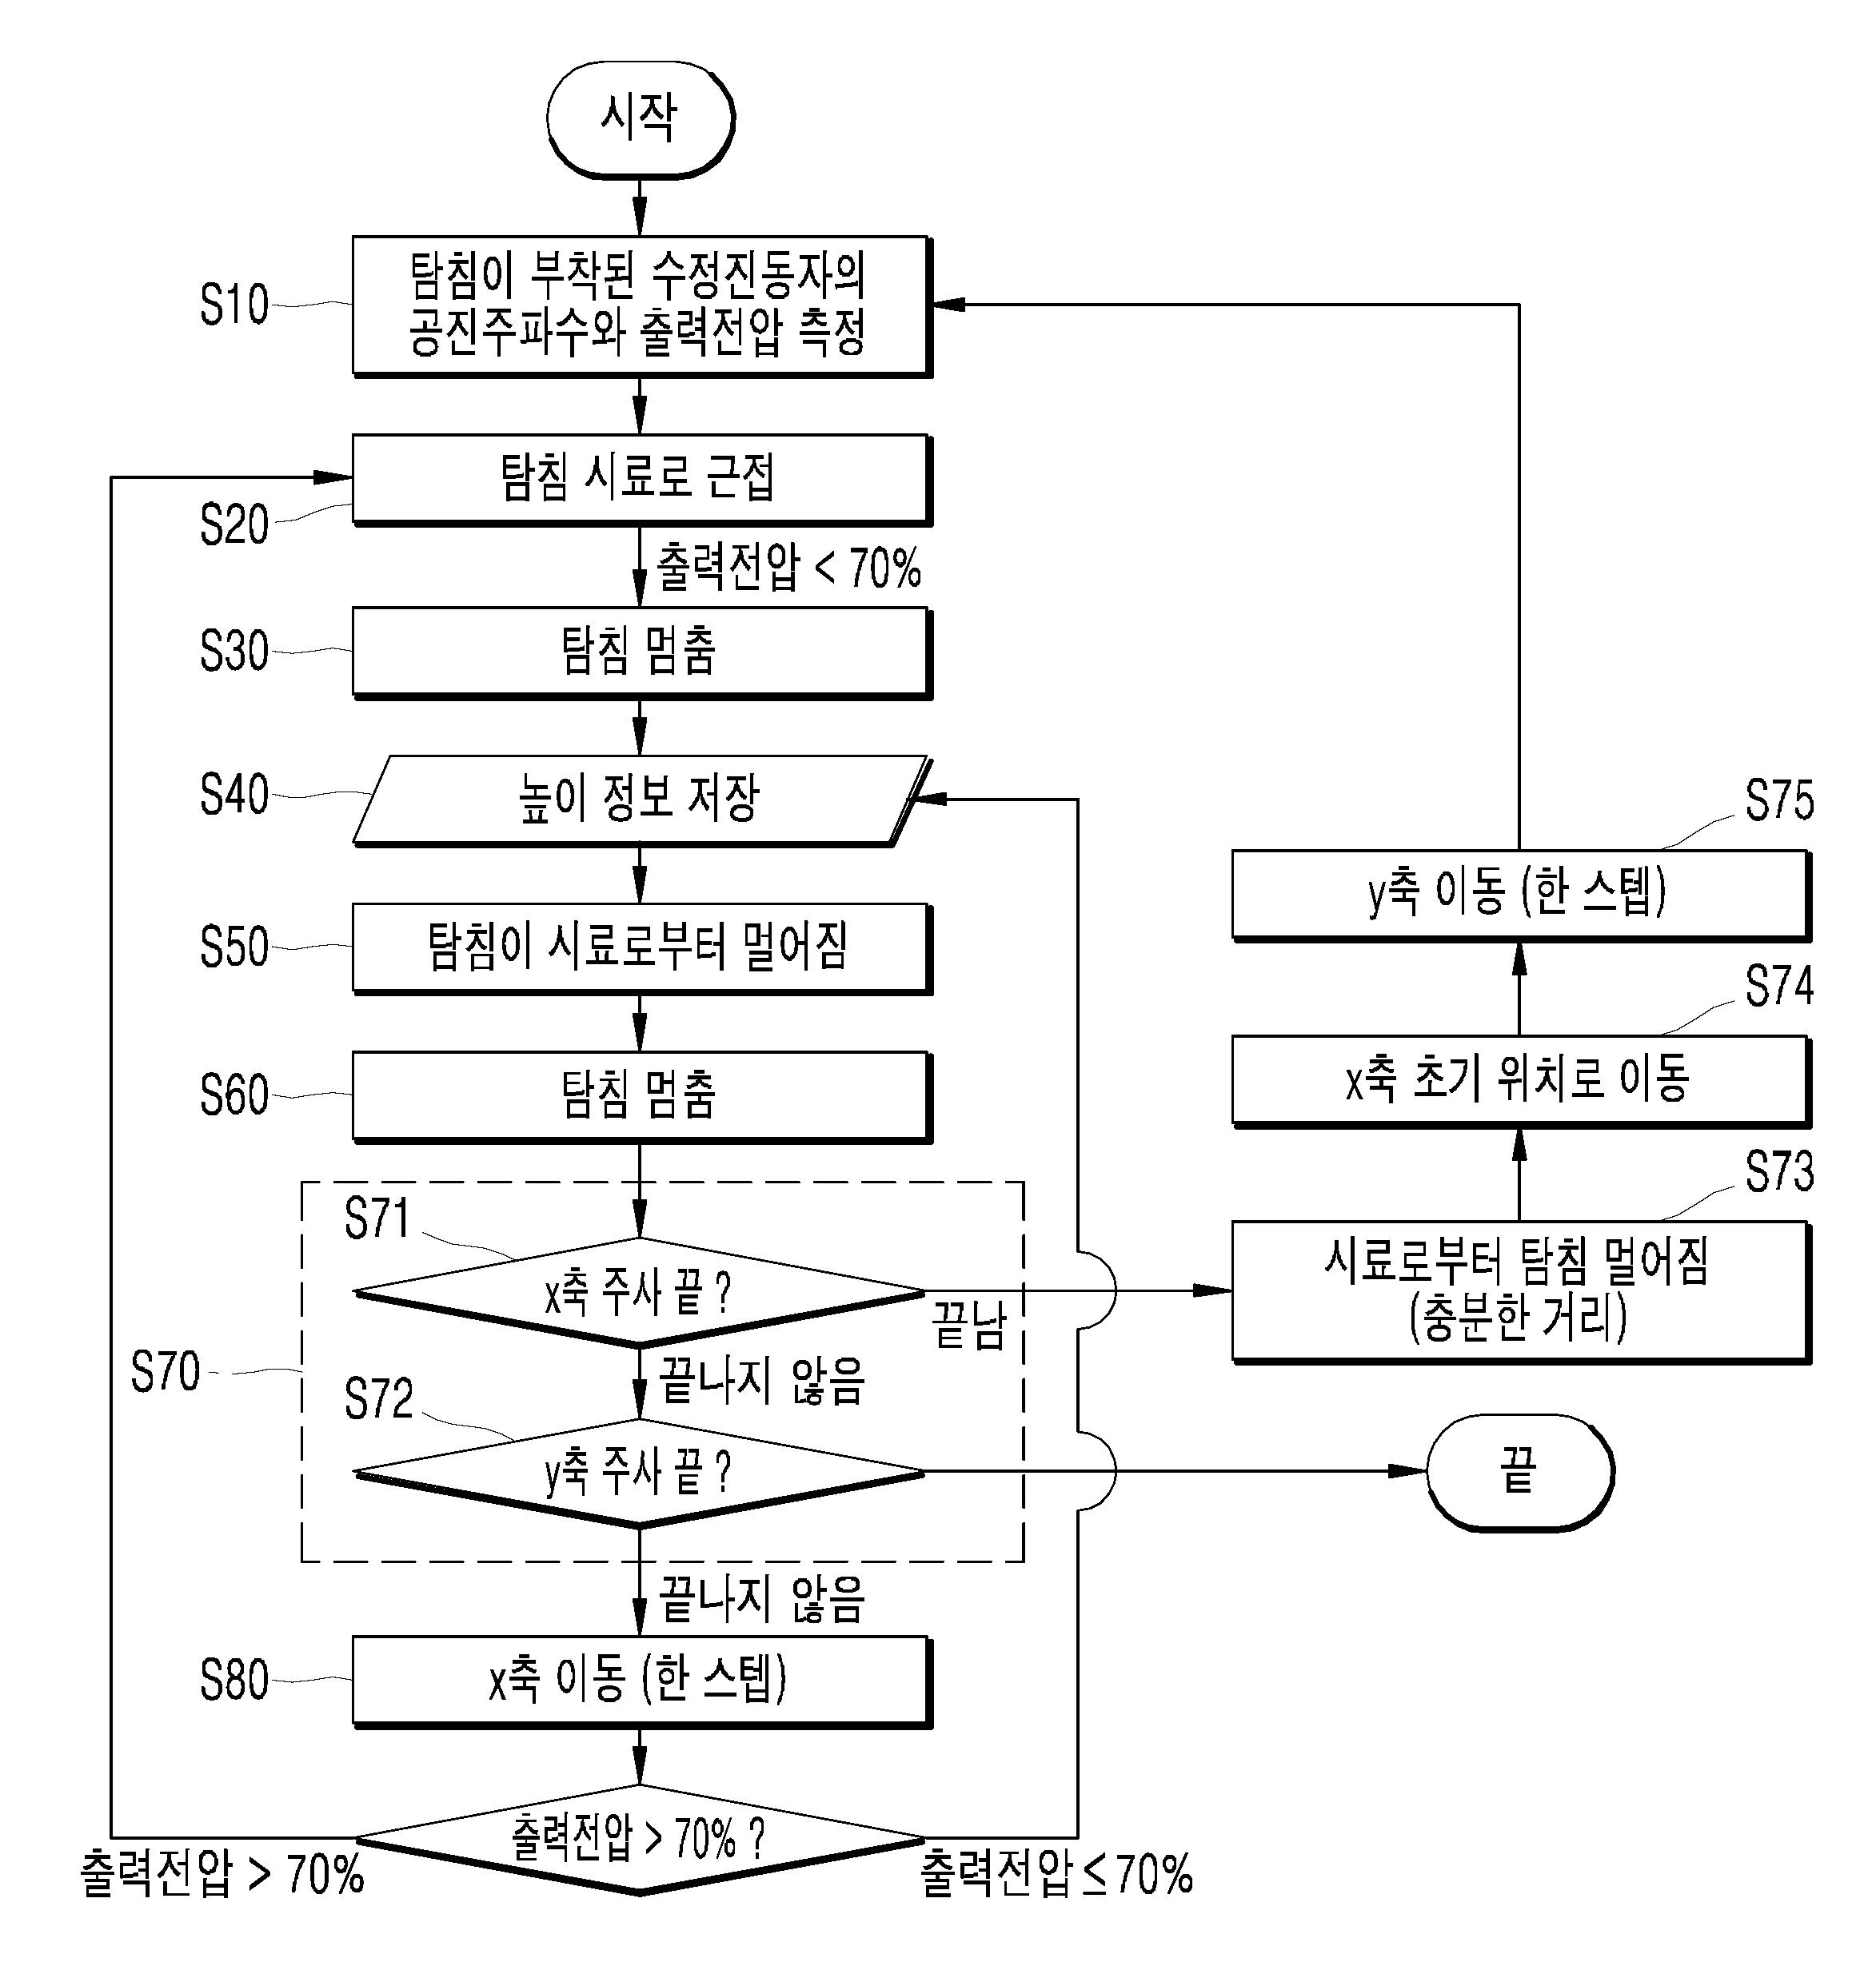 시작
S10
탐침이 부착된 수정진동자의
공진주파수와 출력전압 측정
탐침 시료로 근접
S20
출력전압 < 70%
S30
탐침 멈춤
S40
높이 정보 저장
S50
탐침이 시료로부터 멀어짐
S60
탐침 멈춤
S70
S71
x축 주사 끝 ?
끝남
끝나지 않음
S72
y축 주사 끝 ?
끝나지 않음
S80
x축 이동 (한 스텝)
출력전압 > 70% ?
출력전압 > 70%
출력전압 ≤ 70%
S75
y축 이동 (한 스텝)
S74
x축 초기 위치로 이동
S73
시료로부터 탐침 멀어짐
(충분한 거리)
끝